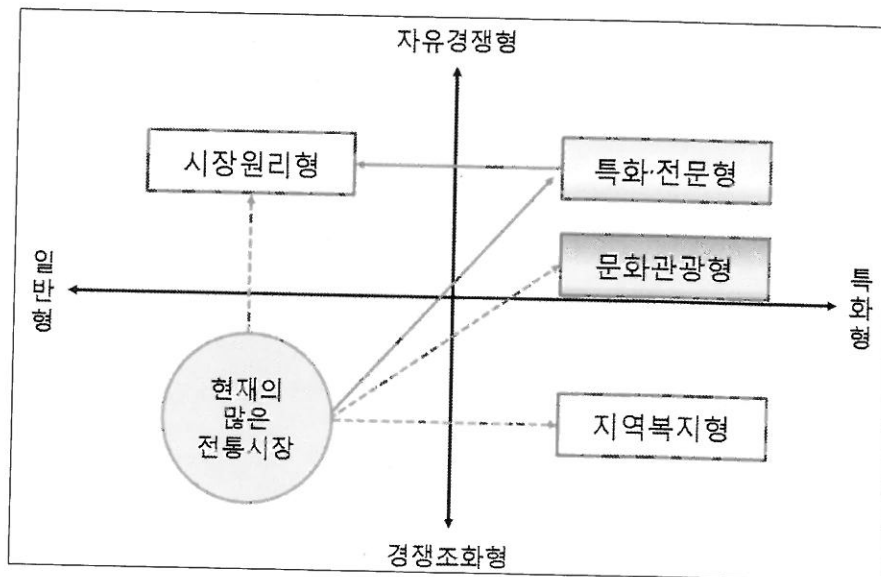 자유경쟁형
시장원리형
특화·전문형
문화관광형
일
반
형
특
화
형
현재의
많은
전통시장
지역복지형
경쟁조화형